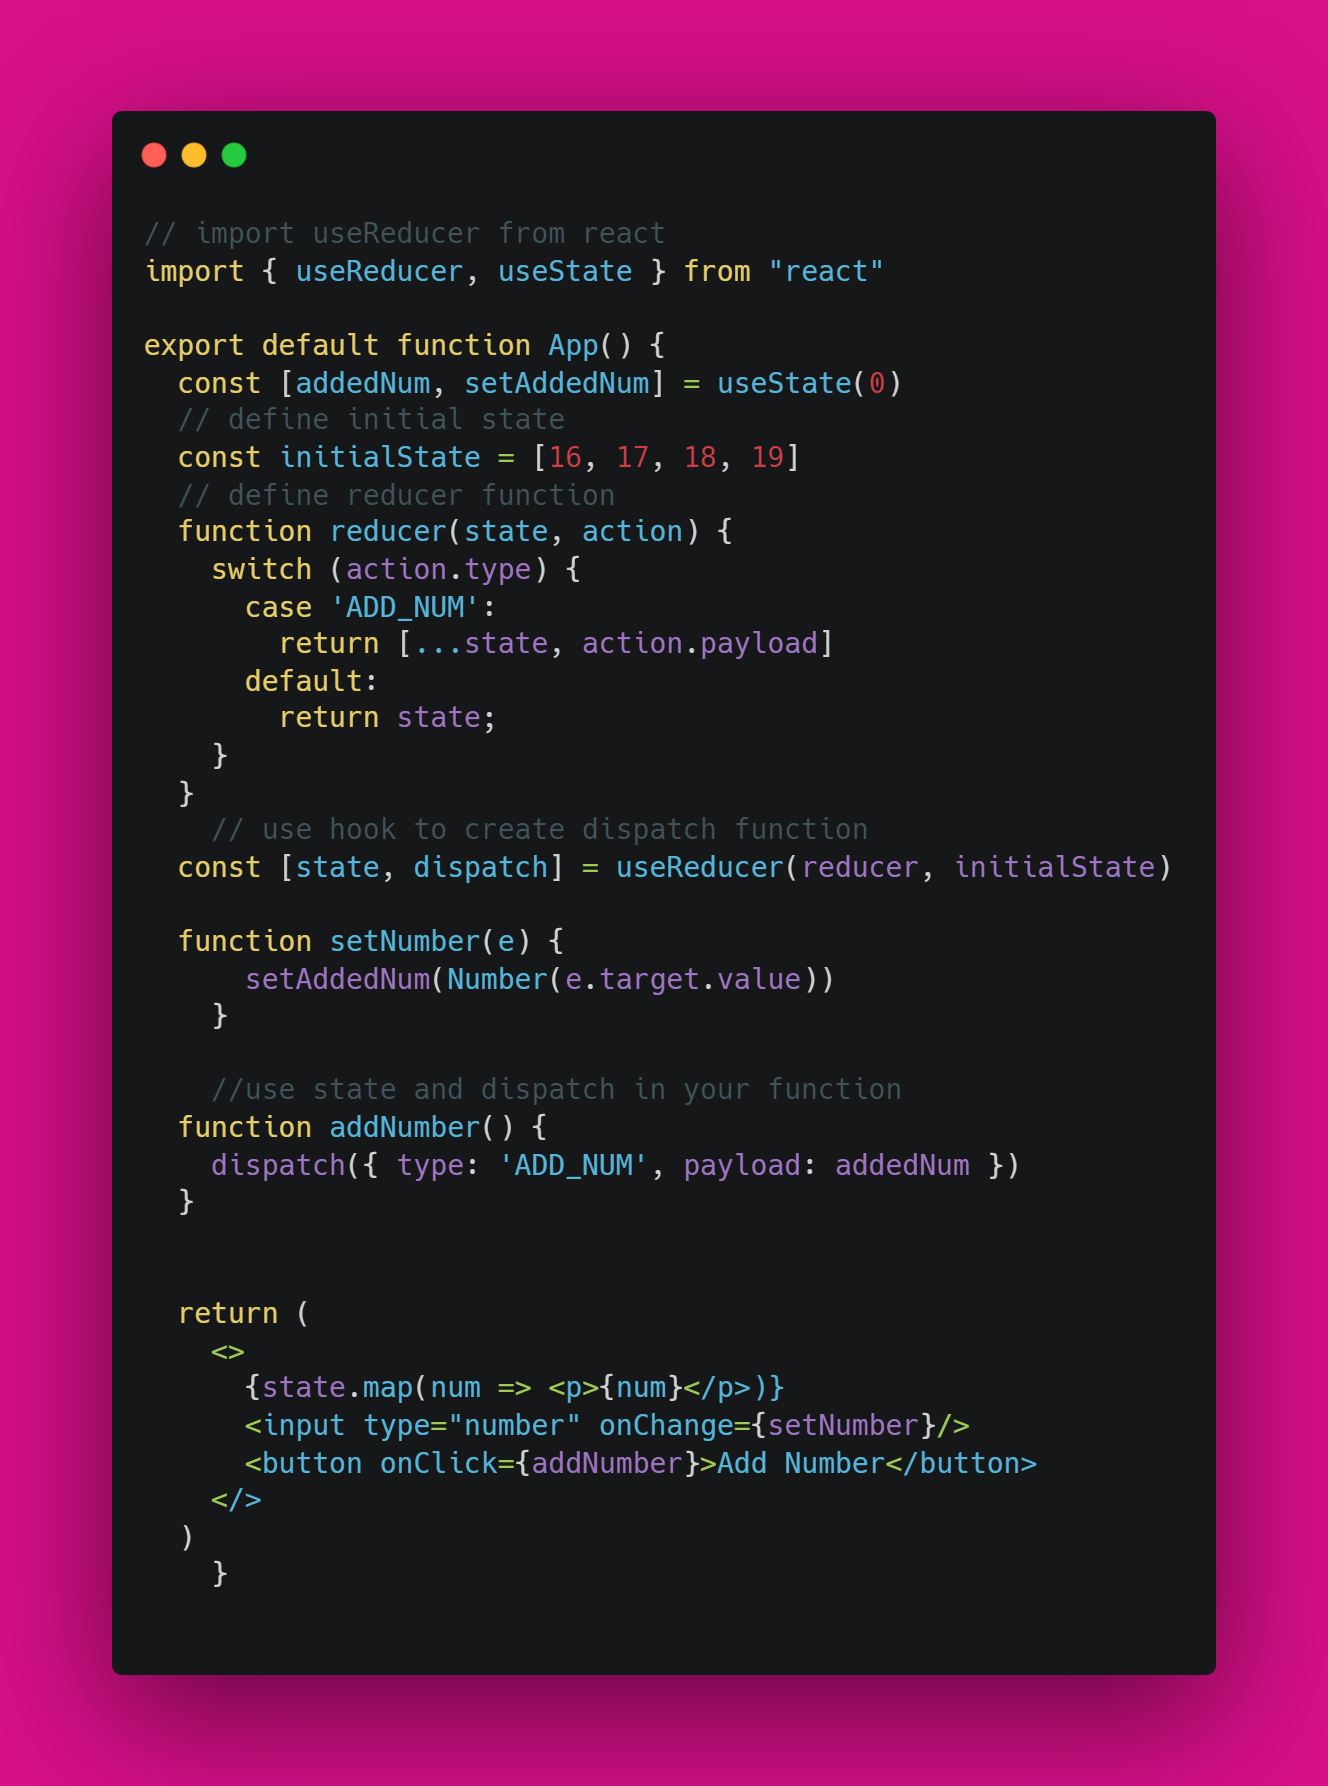 // import useReducer from react
import { useReducer, useState } from "react"

export default function App() {
  const [addedNum, setAddedNum] = useState(0)
  // define initial state
  const initialState = [16, 17, 18, 19]
  // define reducer function
  function reducer(state, action) {
    switch (action.type) {
      case 'ADD_NUM':
        return [...state, action.payload]
      default:
        return state;
    }
  }
    // use hook to create dispatch function
  const [state, dispatch] = useReducer(reducer, initialState)

  function setNumber(e) {
      setAddedNum(Number(e.target.value))
    }

    //use state and dispatch in your function
  function addNumber() {
    dispatch({ type: 'ADD_NUM', payload: addedNum })
  }


  return (
    <>
      {state.map(num => <p>{num}</p>)}
      <input type="number" onChange={setNumber}/>
      <button onClick={addNumber}>Add Number</button>
    </>
  )
    }